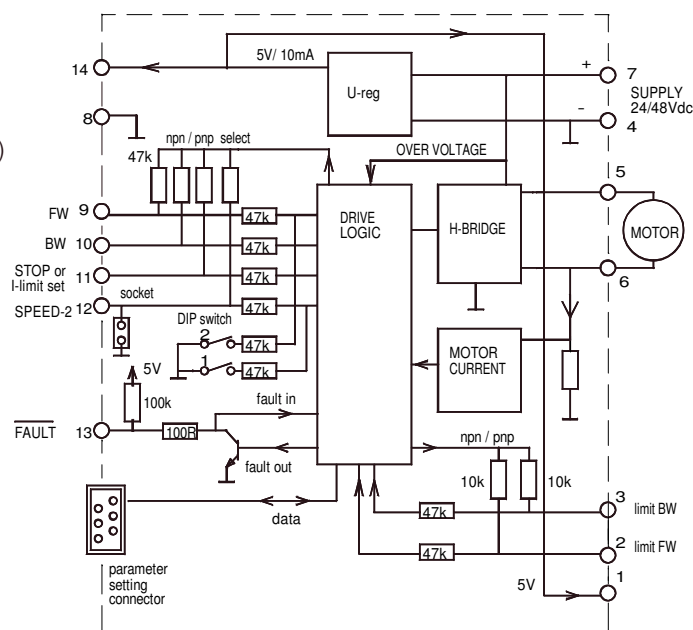 5V/ 10mA
14
U-reg
+
7
SUPPLY
24/48Vdc
-
4
8
)
npn / pnp select
47k
OVER VOLTAGE
5
FW 9
47k
DRIVE
LOGIC
H-BRIDGE
MOTOR
BW 10
47k
STOP or
I-limit set
11
47k
6
SPEED-2 12
socket
47k
DIP switch
2
47k
1
47k
MOTOR
CURRENT
5V
100k
fault in
FAULT 13
100R
fault out
npn / pnp
10k
10k
3 limit BW
47k
data
2 limit FW
47k
parameter
setting
connector
5V
1